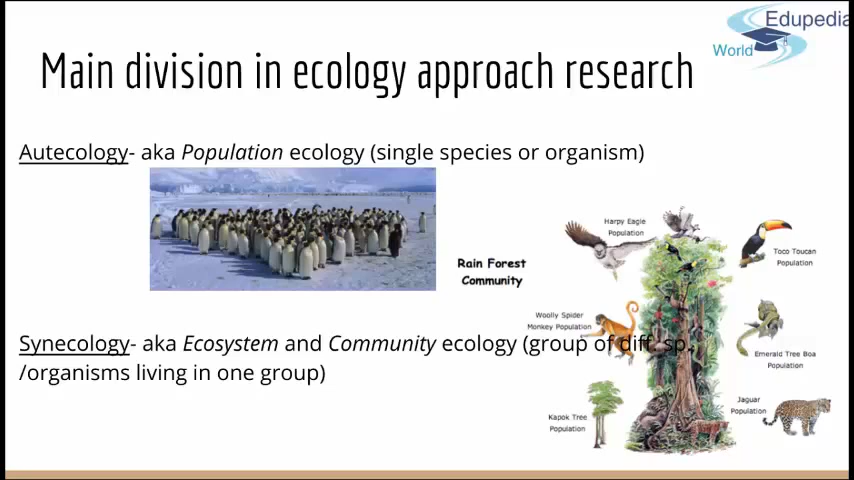 Edupedia
World
Main division in ecology approach research
Autecology- aka Population ecology (single species or organism)
Harpy Eagle
Population
Toco Toucan
Population
Rain Forest
Community
Woolly Spider
Monkey Population
Synecology- aka Ecosystem and Community ecology (group of diff. sp.
/organisms living in one group)
Emerald Tree Boa
Population
Jaguar
Population
Kapok Tree
Population